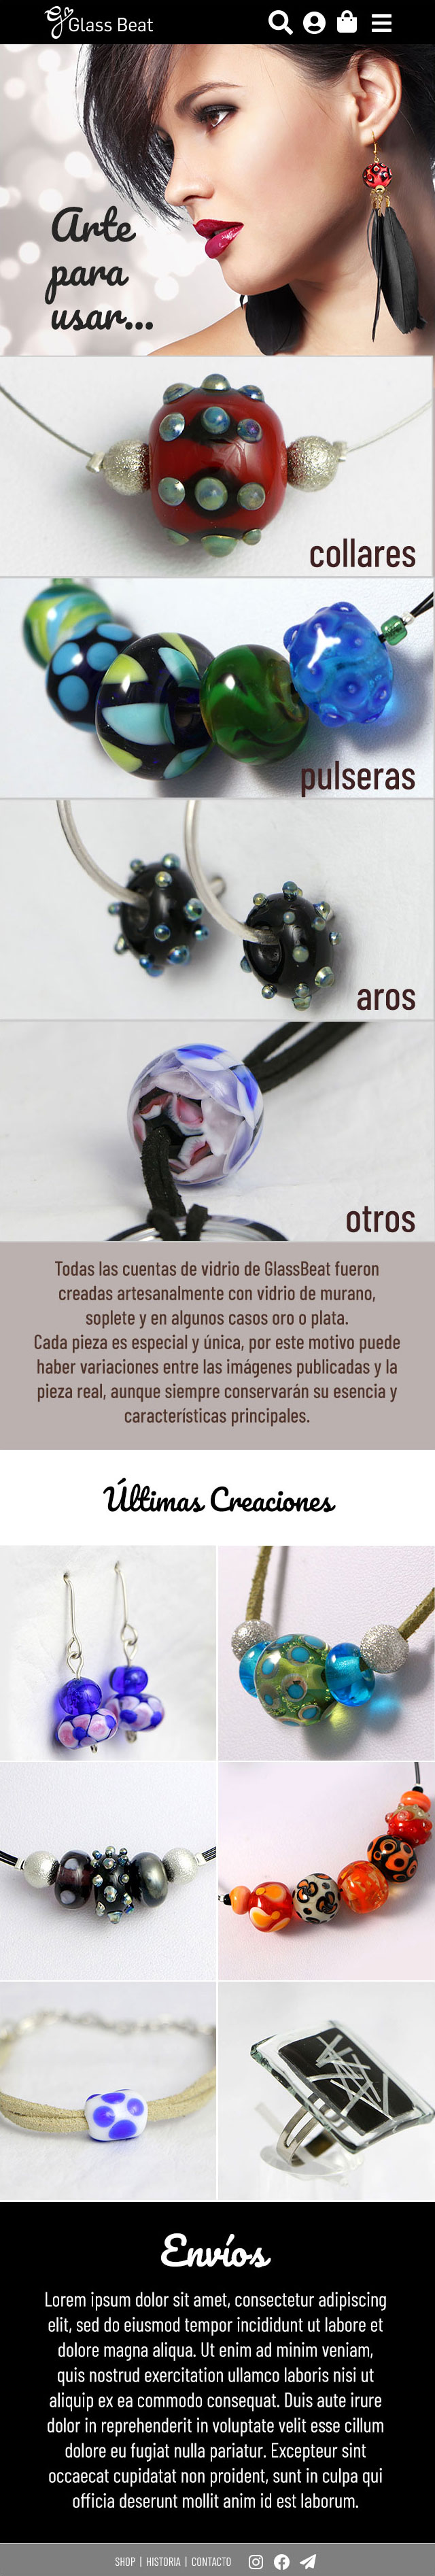 Glass Beat
Arte
para
usar...
collares
pulseras
aros
otros
Todas las cuentas de vidrio de GlassBeat fueron
creadas artesanalmente con vidrio de murano,
soplete y en algunos casos oro o plata.
Cada pieza es especial y única, por este motivo puede
haber variaciones entre las imágenes publicadas y la
pieza real, aunque siempre conservarán su esencia y
características principales.
Últimas Creaciones
Envíos
Lorem ipsum dolor sit amet, consectetur adipiscing
elit, sed do eiusmod tempor incididunt ut labore et
dolore magna aliqua. Ut enim ad minim veniam,
quis nostrud exercitation ullamco laboris nisi ut
aliquip ex ea commodo consequat. Duis aute irure
dolor in reprehenderit in voluptate velit esse cillum
dolore eu fugiat nulla pariatur. Excepteur sint
occaecat cupidatat non proident, sunt in culpa qui
officia deserunt mollit anim id est laborum.
SHOP | HISTORIA | CONTACTO